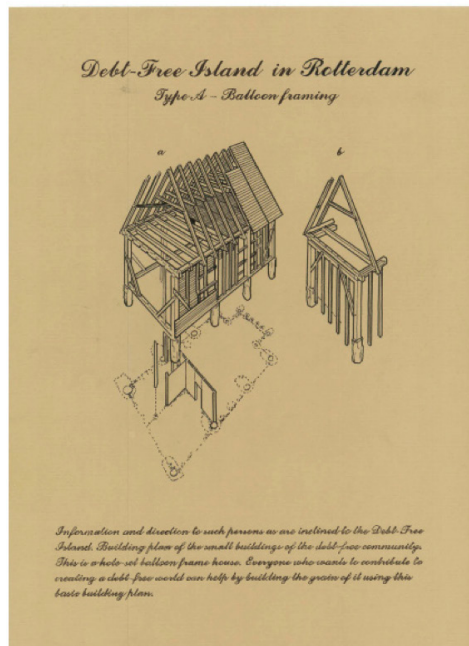 Debt-Free Island in Rotterdam
Type A - Balloon framing
a b
Information and direction to such persons as are inclined to the Debt-Free
Island. Building plan of the small buildings of the debt-free community.
This is a hole-set balloon frame house. Everyone who wants to contribute to
creating a debt-free world can help by building the grain of it using this
basic building plan.